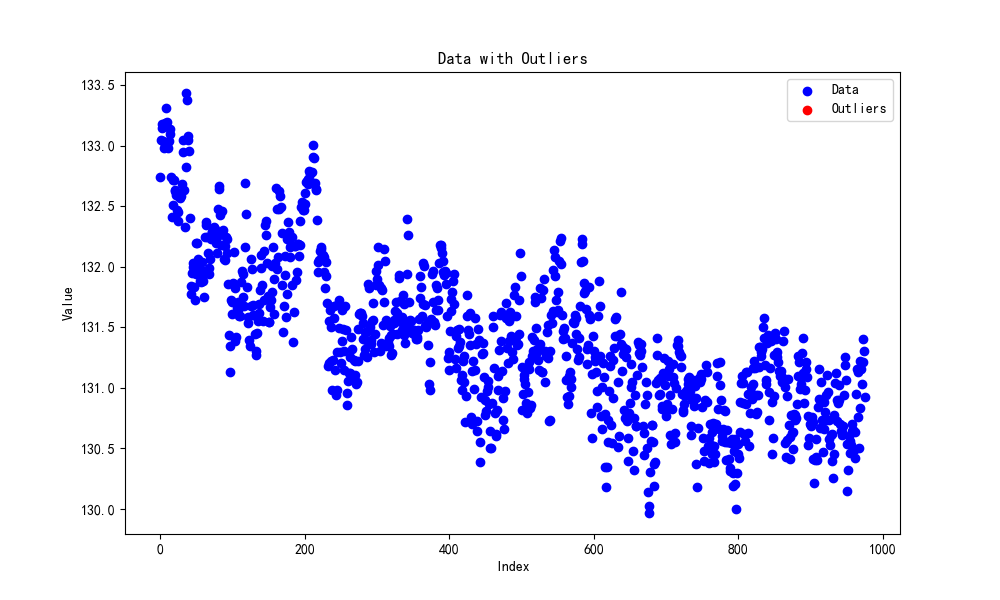 Data with Outliers
Data
Outliers
133.5
133.0
132.5
132.0
131.5
131.0
130.5
130.0
Value
0 200 400 600 800 1000
Index